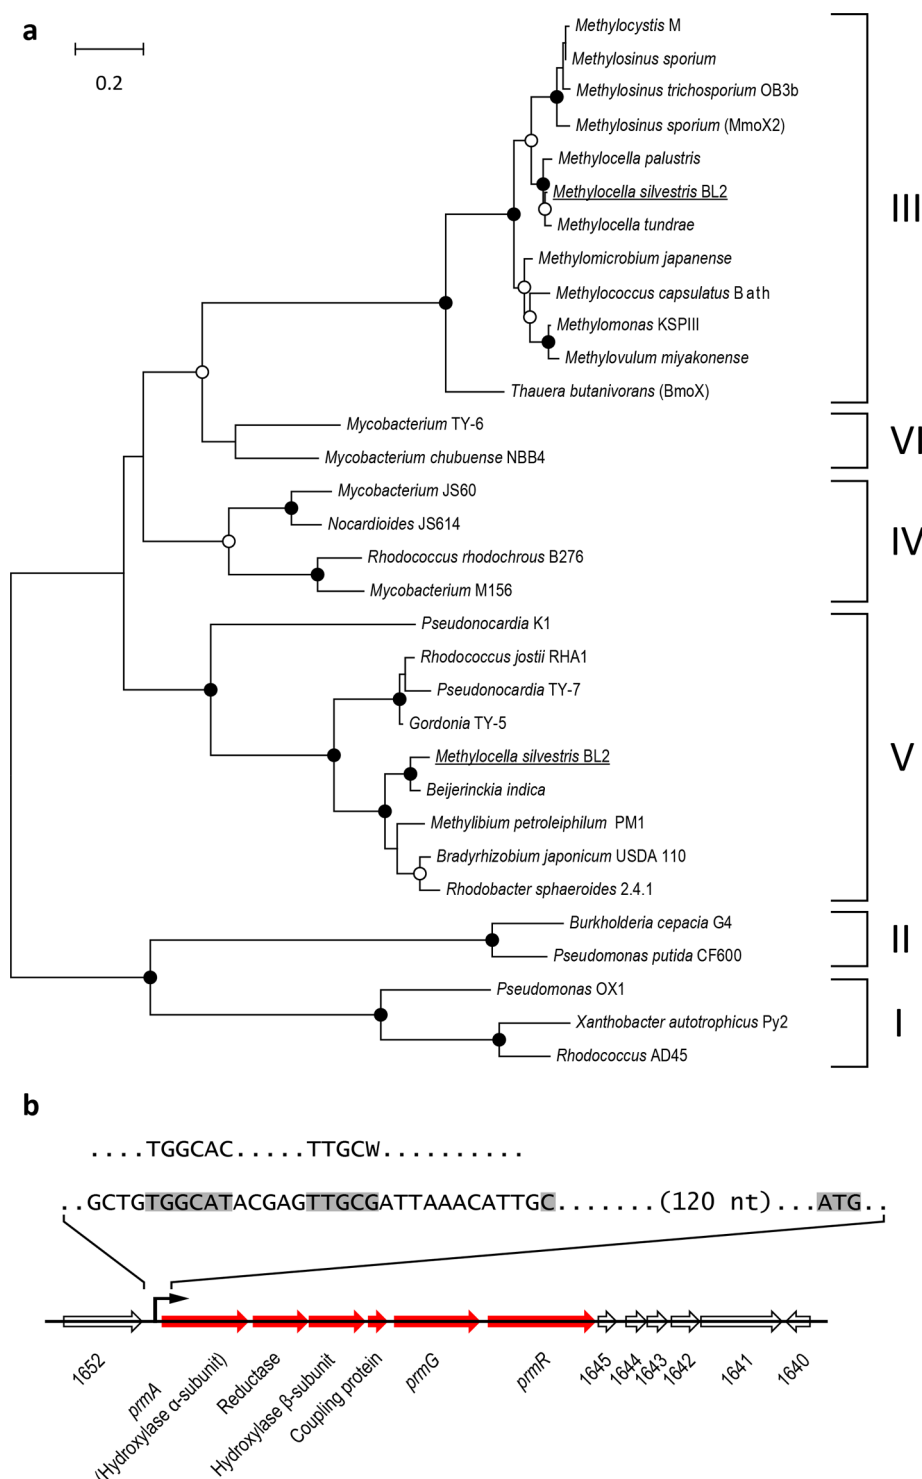 a
0.2
Methylocystis M
Methylosinus sporium
Methylosinus trichosporium OB3b
Methylosinus sporium (MmoX2)
Methylocella palustris
Methylocella silvestris BL2
Methylocella tundrae
Methylomicrobium japanense
Methylococcus capsulatus Bath
Methylomonas KSPIII
Methylovulum miyakonense
Thauera butanivorans (BmoX)
III
Mycobacterium TY-6
Mycobacterium chubuense NBB4
VI
Mycobacterium JS60
Nocardioides JS614
Rhodococcus rhodochrous B276
Mycobacterium M156
IV
Pseudonocardia K1
Rhodococcus jostii RHA1
Pseudonocardia TY-7
Gordonia TY-5
Methylocella silvestris BL2
Beijerinckia indica
Methylibium petroleiphilum PM1
Bradyrhizobium japonicum USDA 110
Rhodobacter sphaeroides 2.4.1
V
Burkholderia cepacia G4
Pseudomonas putida CF600
II
Pseudomonas OX1
Xanthobacter autotrophicus Py2
Rhodococcus AD45
I
b
....TGGCAC.....TTGCW..........
..GCTGTGGCATACGAGTTGCGATTAAACATTGC.......(120 nt)...ATG..
1652
prmA
(Hydroxylase α-subunit)
Reductase
Hydroxylase β-subunit
Coupling protein
prmG
prmR
1645
1644
1643
1642
1641
1640